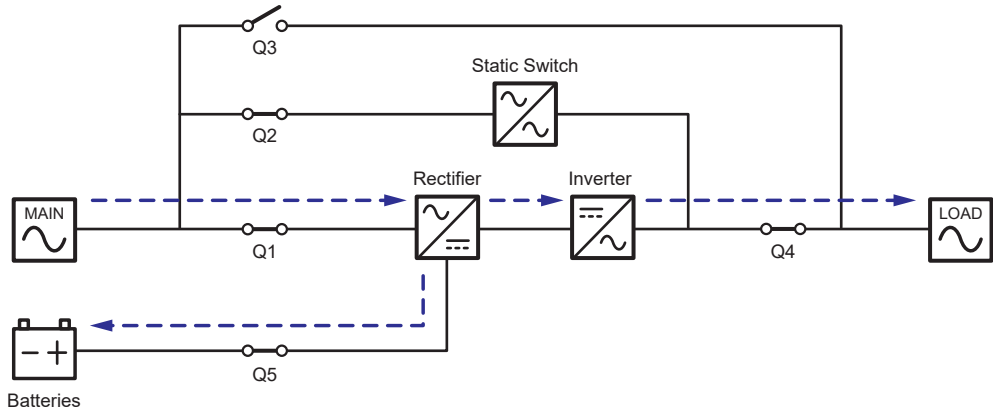 Q3
Static Switch
Q2
Rectifier
Inverter
MAIN
LOAD
Q1
Q4
Q5
Batteries